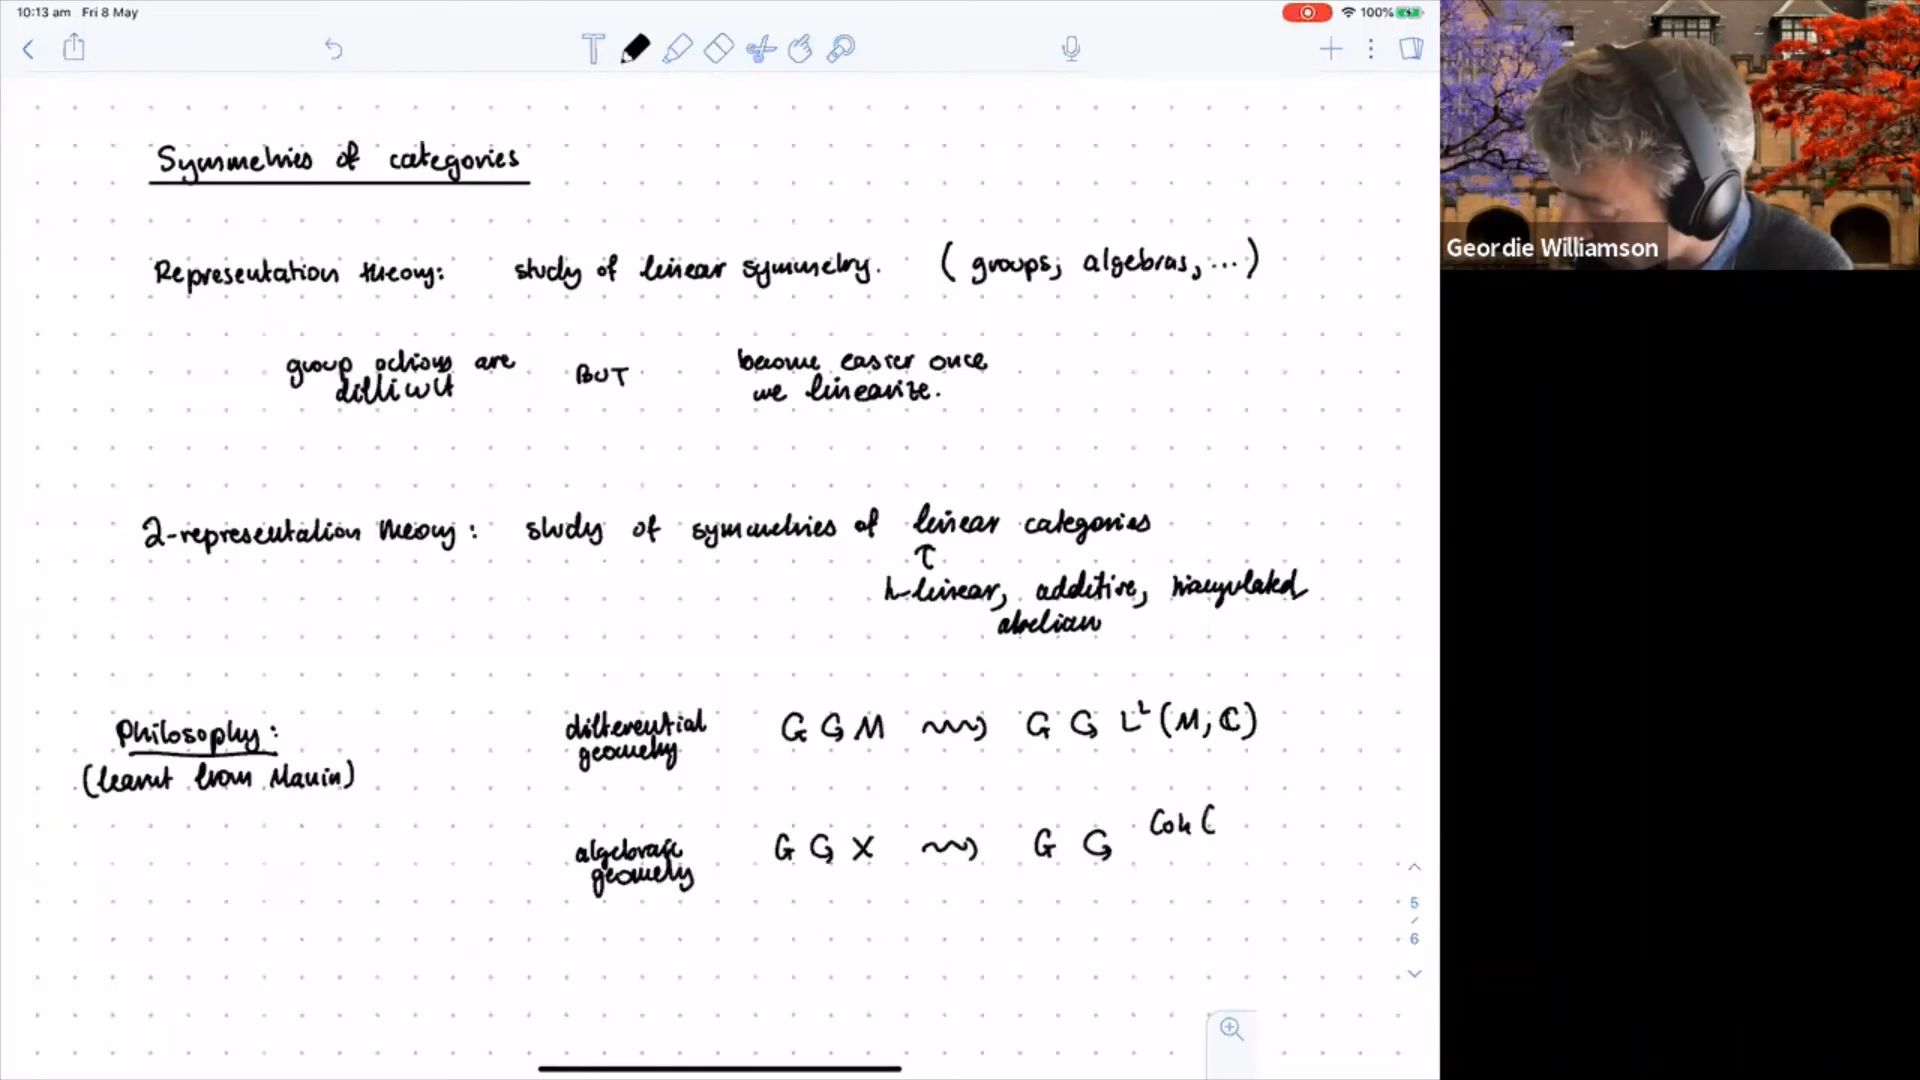 10:13 am Fri 8 May
100%
Symmetries of categories
Representation theory: study of linear symmetry. (groups, algebras, ...)
group actions are difficult BUT become easier once we linearize.
2-representation theory: study of symmetries of linear categories
↑
k-linear, additive, triangulated
abelian
Philosophy:
(learnt from Manin)
differential geometry G ↻ M ⇝ G ↻ L²(M, ℂ)
algebraic geometry G ↻ X ⇝ G ↻ Coh (
5
/
6
Geordie Williamson